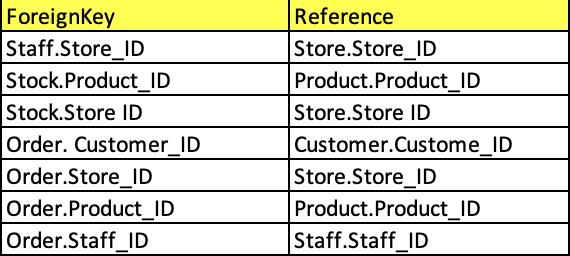 ForeignKey Reference
Staff.Store_ID Store.Store_ID
Stock.Product_ID Product.Product_ID
Stock.Store ID Store.Store ID
Order. Customer_ID Customer.Custome_ID
Order.Store_ID Store.Store_ID
Order.Product_ID Product.Product_ID
Order.Staff_ID Staff.Staff_ID